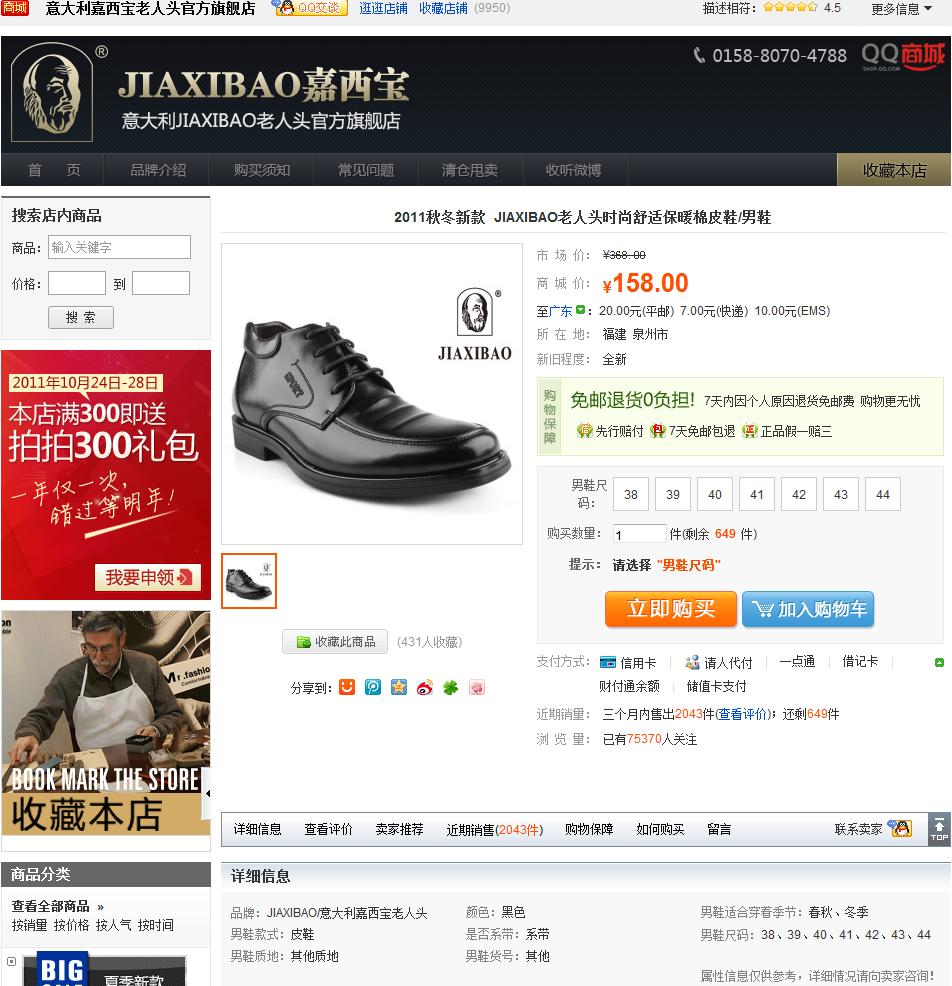 商城 意大利嘉西宝老人头官方旗舰店 QQ交谈 逛逛店铺 收藏店铺 (9950) 描述相符: 4.5 更多信息
JIAXIBAO嘉西宝
意大利JIAXIBAO老人头官方旗舰店
0158-8070-4788 QQ商城
SHOP.QQ.COM
首 页 品牌介绍 购买须知 常见问题 清仓甩卖 收听微博 收藏本店
搜索店内商品
商品: 输入关键字
价格: 到
搜 索
2011年10月24日-28日
本店满300即送
拍拍300礼包
一年仅一次,
错过等明年!
我要申领
Mr.fashion
BOOK MARK THE STORE
收藏本店
商品分类
查看全部商品 »
按销量 按价格 按人气 按时间
BIG
夏季新款
2011秋冬新款 JIAXIBAO老人头时尚舒适保暖棉皮鞋/男鞋
JIAXIBAO
SPORT
收藏此商品 (431人收藏)
分享到:
市 场 价: ¥368.00
商 城 价: ¥158.00
至广东: 20.00元(平邮) 7.00元(快递) 10.00元(EMS)
所 在 地: 福建 泉州市
新旧程度: 全新
购物保障
免邮退货0负担! 7天内因个人原因退货免邮费 购物更无忧
先行赔付 7天免邮包退 正品假一赔三
男鞋尺码: 38 39 40 41 42 43 44
购买数量: 1 件(剩余 649 件)
提示: 请选择 "男鞋尺码"
立即购买 加入购物车
支付方式: 信用卡 请人代付 一点通 借记卡
财付通余额 储值卡支付
近期销量: 三个月内售出2043件(查看评价); 还剩649件
浏 览 量: 已有75370人关注
详细信息 查看评价 卖家推荐 近期销售(2043件) 购物保障 如何购买 留言 联系卖家 TOP
详细信息
品牌: JIAXIBAO/意大利嘉西宝老人头 颜色: 黑色 男鞋适合穿着季节: 春秋、冬季
男鞋款式: 皮鞋 是否系带: 系带 男鞋尺码: 38、39、40、41、42、43、44
男鞋质地: 其他质地 男鞋货号: 其他
属性信息仅供参考，详细情况请向卖家咨询!